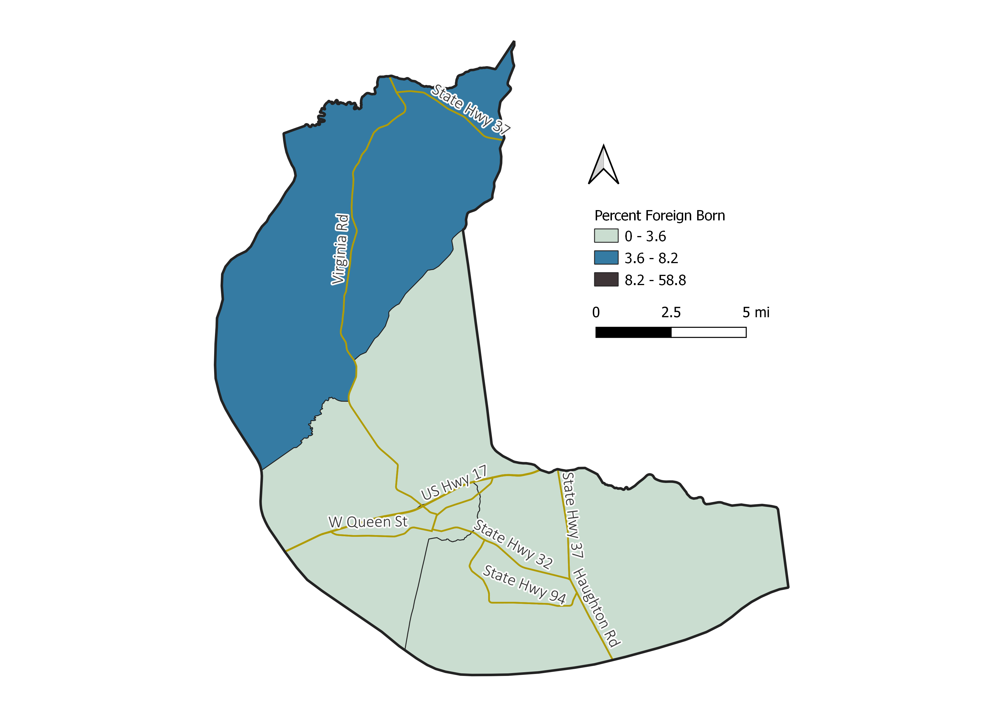 State Hwy 37
Virginia Rd
Percent Foreign Born
0 - 3.6
3.6 - 8.2
8.2 - 58.8
0 2.5 5 mi
US Hwy 17
State Hwy 37
W Queen St
State Hwy 32
State Hwy 94
Haughton Rd